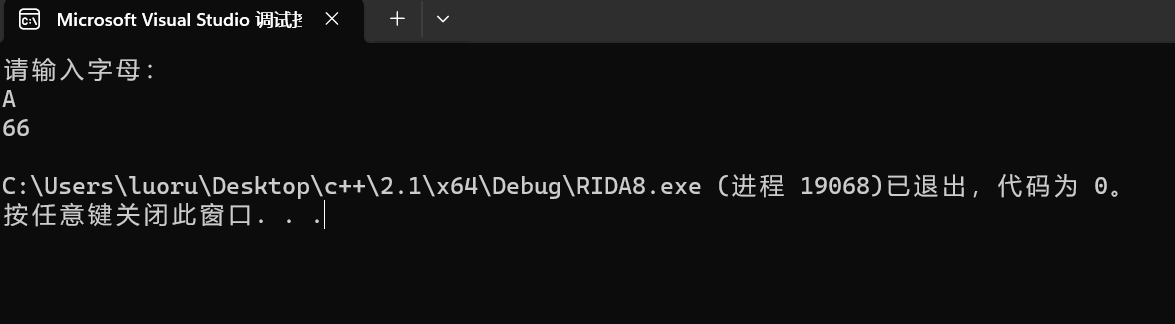 Microsoft Visual Studio 调试
请输入字母：
A
66
C:\Users\luoru\Desktop\c++\2.1\x64\Debug\RIDA8.exe (进程 19068)已退出，代码为 0。
按任意键关闭此窗口. . .